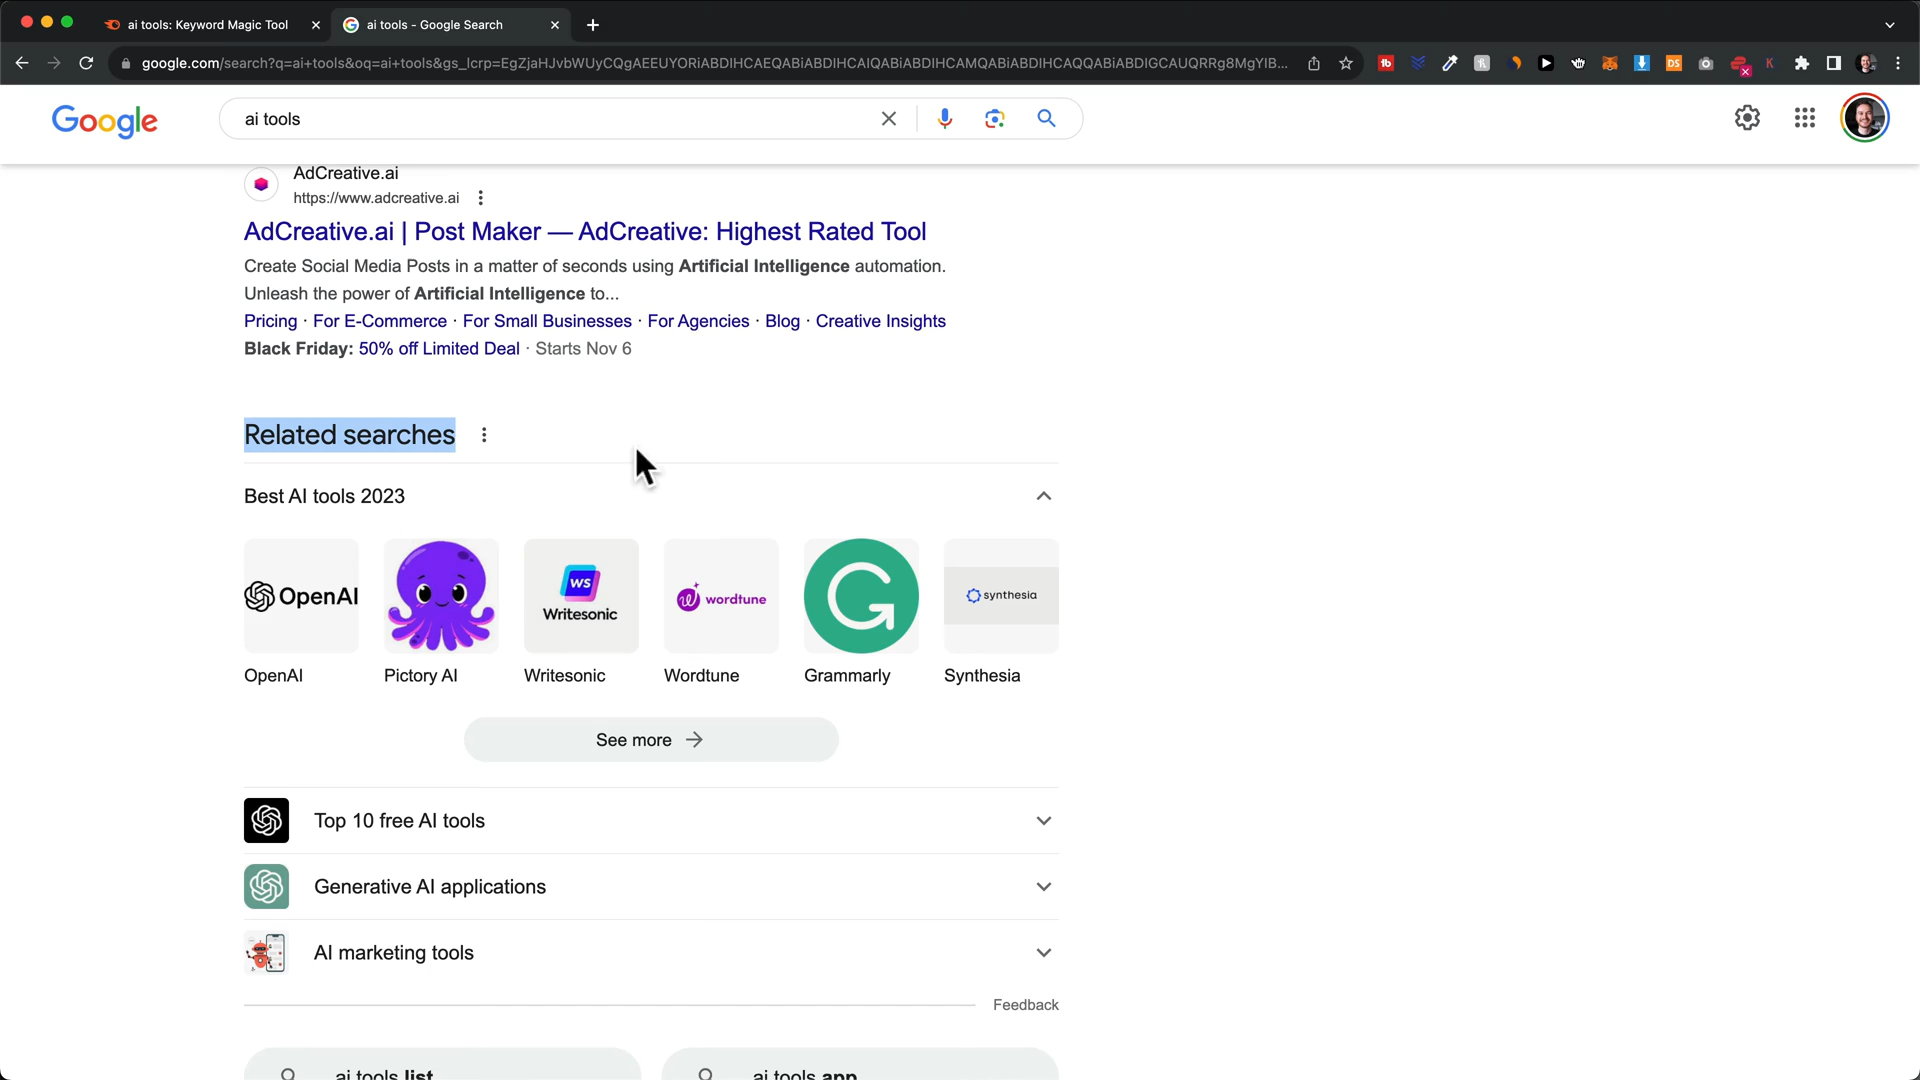 ai tools: Keyword Magic Tool
ai tools - Google Search
google.com/search?q=ai+tools&oq=ai+tools&gs_lcrp=EgZjaHJvbWUyCQgAEEUYORiABDIHCAEQABiABDIHCAIQABiABDIHCAMQABiABDIHCAQQABiABDIGCAUQRRg8MgYIB...
Google
ai tools
AdCreative.ai
https://www.adcreative.ai
AdCreative.ai | Post Maker — AdCreative: Highest Rated Tool
Create Social Media Posts in a matter of seconds using Artificial Intelligence automation.
Unleash the power of Artificial Intelligence to...
Pricing · For E-Commerce · For Small Businesses · For Agencies · Blog · Creative Insights
Black Friday: 50% off Limited Deal · Starts Nov 6
Related searches
Best AI tools 2023
OpenAI
WS
Writesonic
wordtune
synthesia
OpenAI
Pictory AI
Writesonic
Wordtune
Grammarly
Synthesia
See more
Top 10 free AI tools
Generative AI applications
AI marketing tools
Feedback
ai tools list
ai tools app